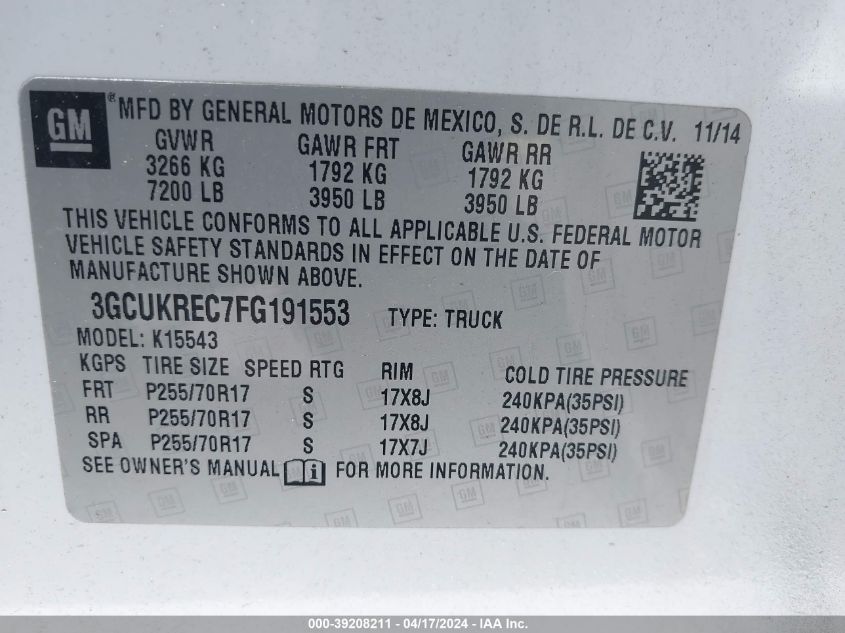 GM ® MFD BY GENERAL MOTORS DE MEXICO, S. DE R.L. DE C.V. 11/14
GVWR GAWR FRT GAWR RR
3266 KG 1792 KG 1792 KG
7200 LB 3950 LB 3950 LB
THIS VEHICLE CONFORMS TO ALL APPLICABLE U.S. FEDERAL MOTOR
VEHICLE SAFETY STANDARDS IN EFFECT ON THE DATE OF
MANUFACTURE SHOWN ABOVE.
3GCUKREC7FG191553 TYPE: TRUCK
MODEL: K15543
KGPS TIRE SIZE SPEED RTG RIM COLD TIRE PRESSURE
FRT P255/70R17 S 17X8J 240KPA(35PSI)
RR P255/70R17 S 17X8J 240KPA(35PSI)
SPA P255/70R17 S 17X7J 240KPA(35PSI)
SEE OWNER'S MANUAL i FOR MORE INFORMATION.
000-39208211 - 04/17/2024 - IAA Inc.